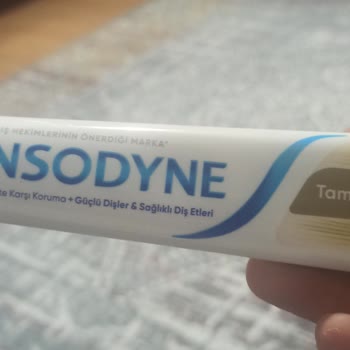 HEKİMLERİNİN ÖNERDİĞİ MARKA*
NSODYNE
Karşı Koruma + Güçlü Dişler & Sağlıklı Diş Etleri
Tam